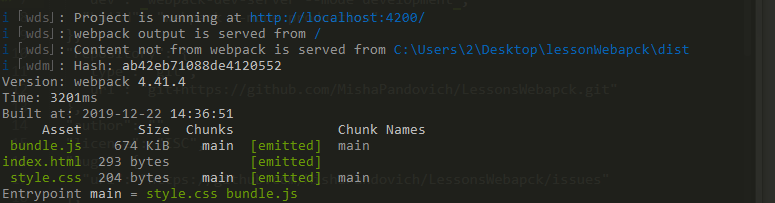 i ｢wds｣: Project is running at http://localhost:4200/
i ｢wds｣: webpack output is served from /
i ｢wds｣: Content not from webpack is served from C:\Users\2\Desktop\lessonWebpack\dist
i ｢wdm｣: Hash: ab42eb71088de4120552
Version: webpack 4.41.4
Time: 3201ms
Built at: 2019-12-22 14:36:51
Asset Size Chunks Chunk Names
bundle.js 674 KiB main [emitted] main
index.html 293 bytes [emitted]
style.css 204 bytes main [emitted] main
Entrypoint main = style.css bundle.js